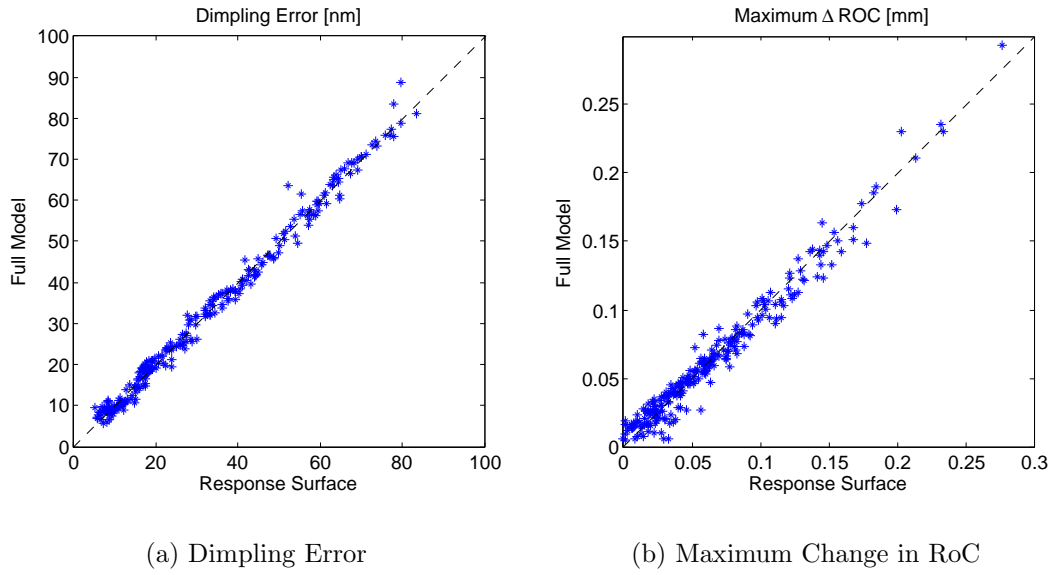 Dimpling Error [nm]
100
90
80
70
60
50
40
30
20
10
0
0 20 40 60 80 100
Response Surface
Full Model
(a) Dimpling Error
Maximum Δ ROC [mm]
0.25
0.2
0.15
0.1
0.05
0
0 0.05 0.1 0.15 0.2 0.25 0.3
Response Surface
Full Model
(b) Maximum Change in RoC